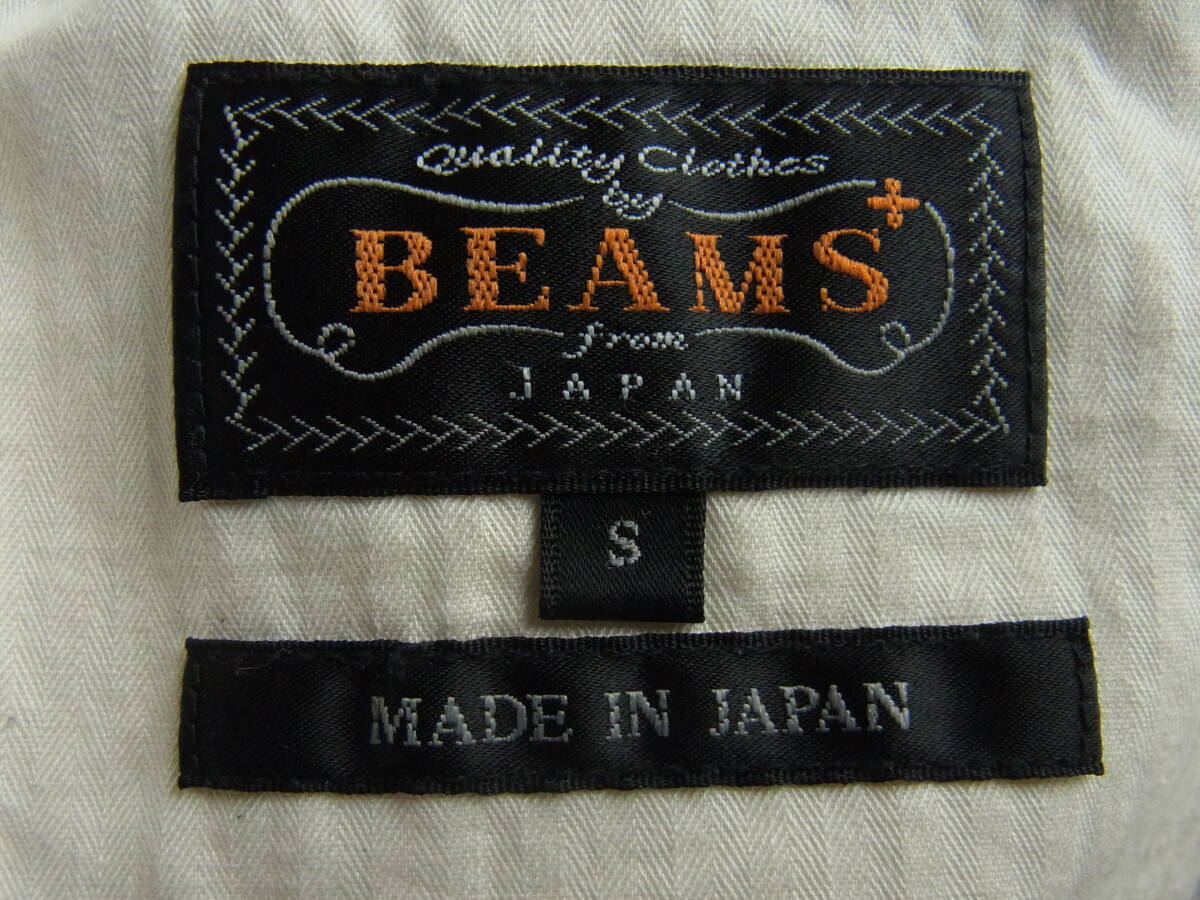 Quality Clothes
by
BEAMS+
from
JAPAN
S
MADE IN JAPAN